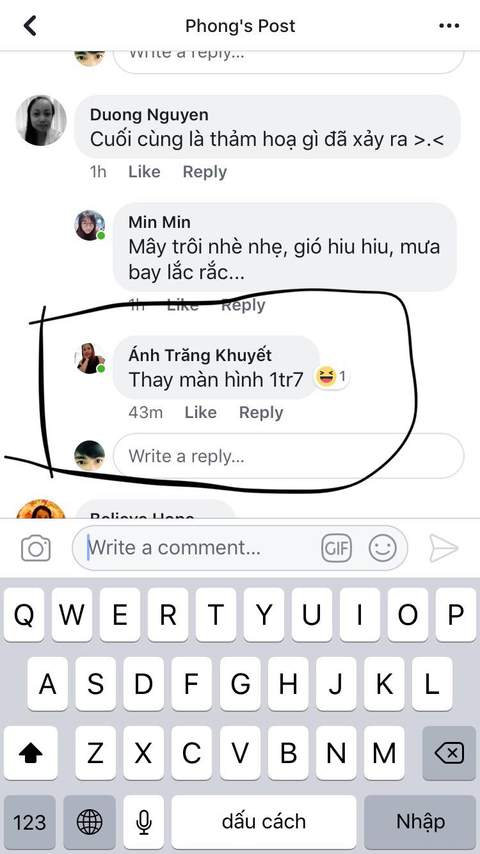 Phong's Post
Write a reply...
Duong Nguyen
Cuối cùng là thảm hoạ gì đã xảy ra >.<
1h Like Reply
Min Min
Mây trôi nhè nhẹ, gió hiu hiu, mưa
bay lắc rắc...
1h Like Reply
Ánh Trăng Khuyết
Thay màn hình 1tr7
1
43m Like Reply
Write a reply...
Believe Hope
Write a comment...
GIF
Q W E R T Y U I O P
A S D F G H J K L
Z X C V B N M
123 dấu cách Nhập